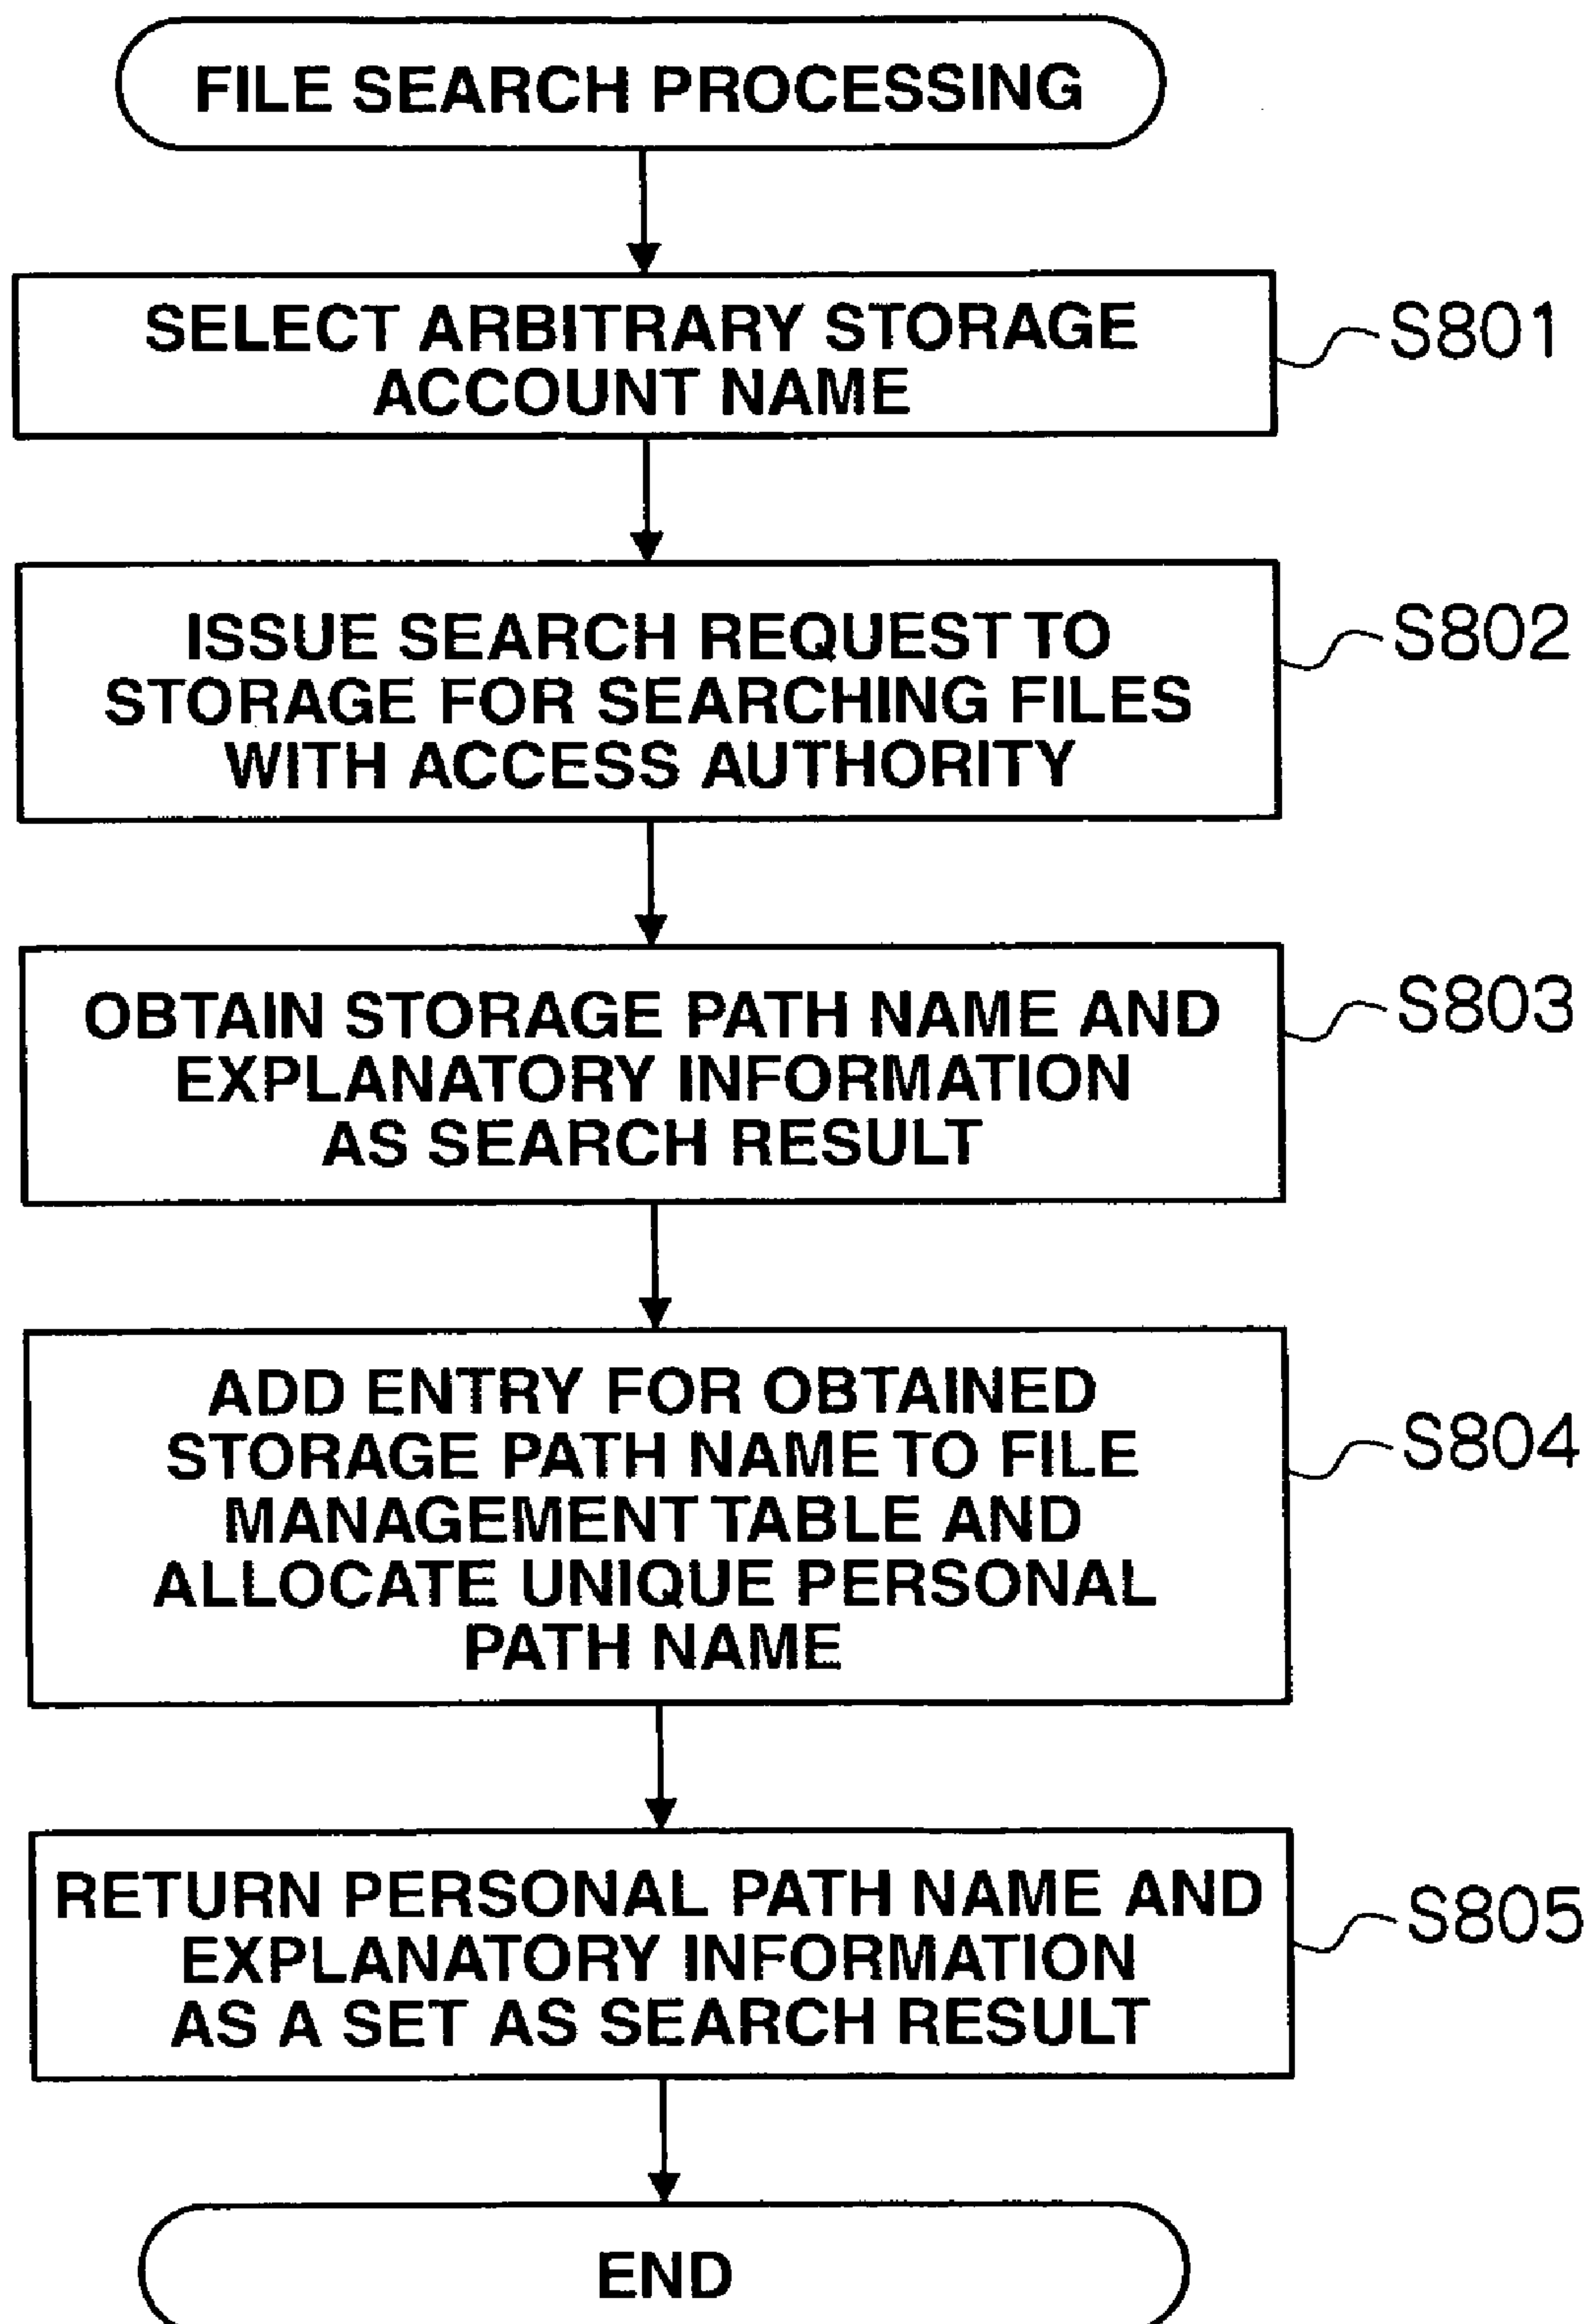 FILE SEARCH PROCESSING
SELECT ARBITRARY STORAGE
ACCOUNT NAME
S801
ISSUE SEARCH REQUEST TO
STORAGE FOR SEARCHING FILES
WITH ACCESS AUTHORITY
S802
OBTAIN STORAGE PATH NAME AND
EXPLANATORY INFORMATION
AS SEARCH RESULT
S803
ADD ENTRY FOR OBTAINED
STORAGE PATH NAME TO FILE
MANAGEMENT TABLE AND
ALLOCATE UNIQUE PERSONAL
PATH NAME
S804
RETURN PERSONAL PATH NAME AND
EXPLANATORY INFORMATION
AS A SET AS SEARCH RESULT
S805
END